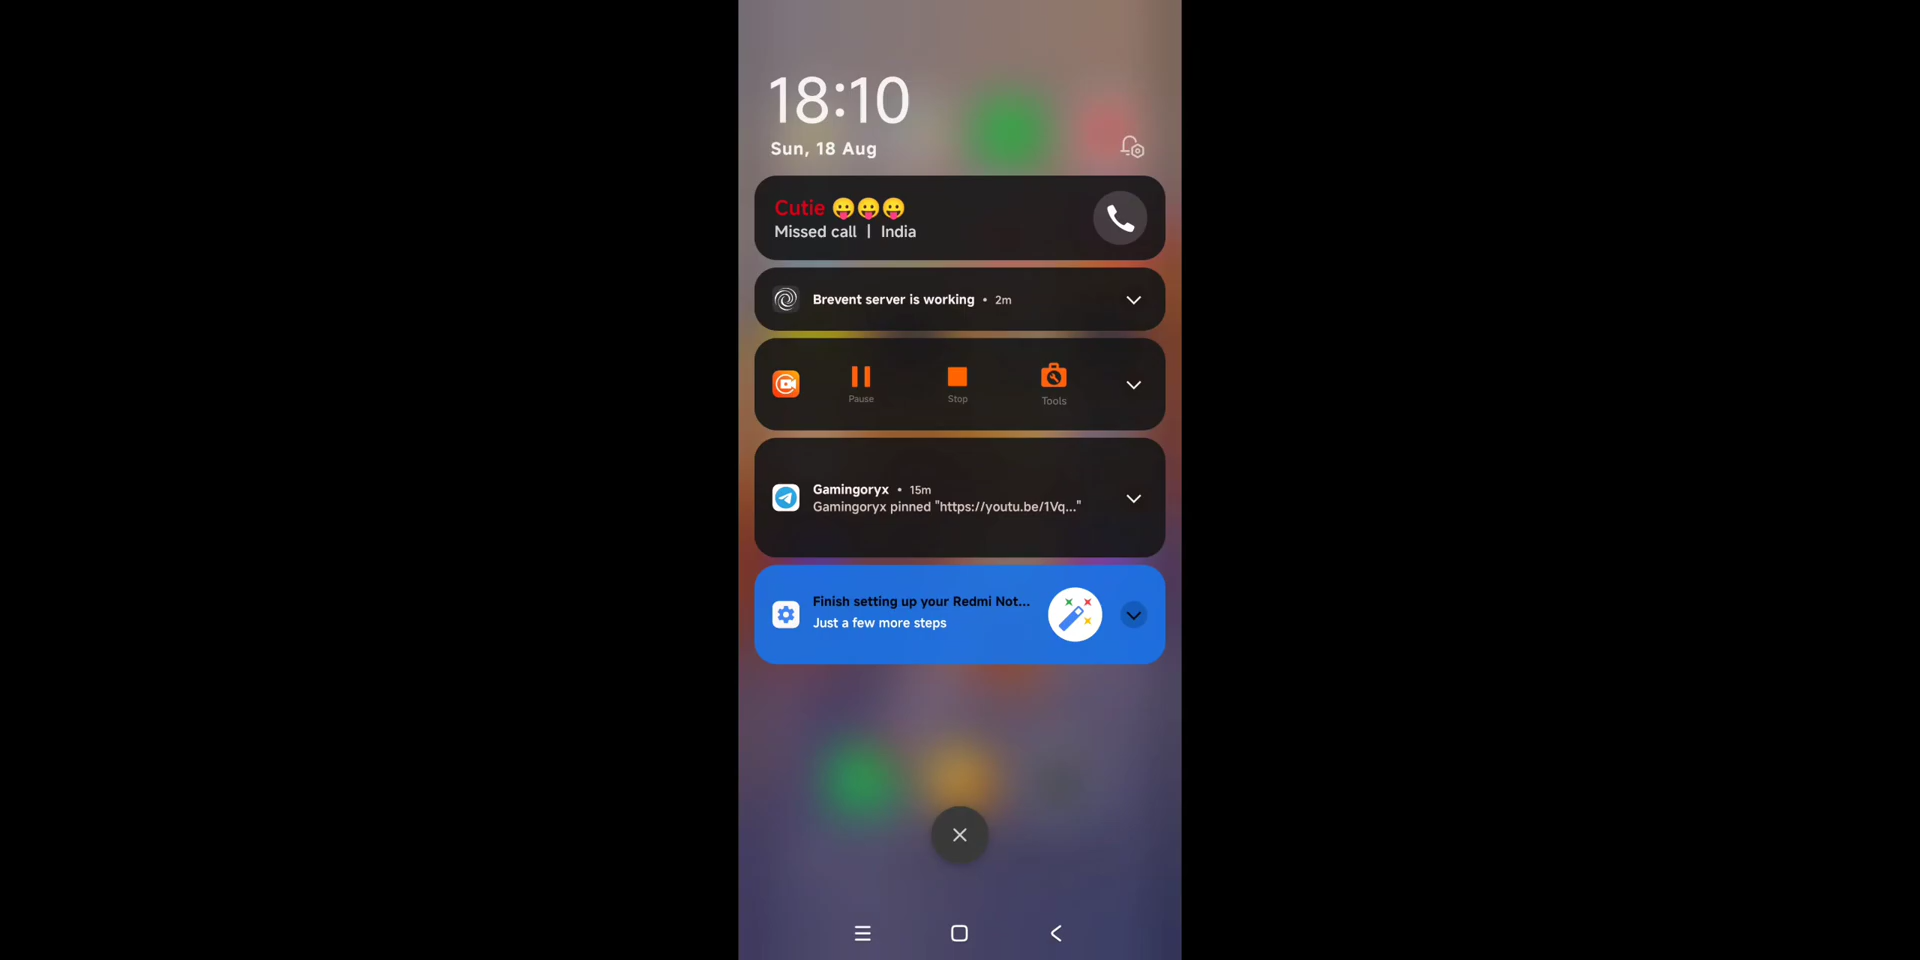 18:10
Sun, 18 Aug
Cutie 😛😛😛
Missed call | India
Brevent server is working • 2m
Pause
Stop
Tools
Gamingoryx • 15m
Gamingoryx pinned "https://youtu.be/1Vq..."
Finish setting up your Redmi Not...
Just a few more steps